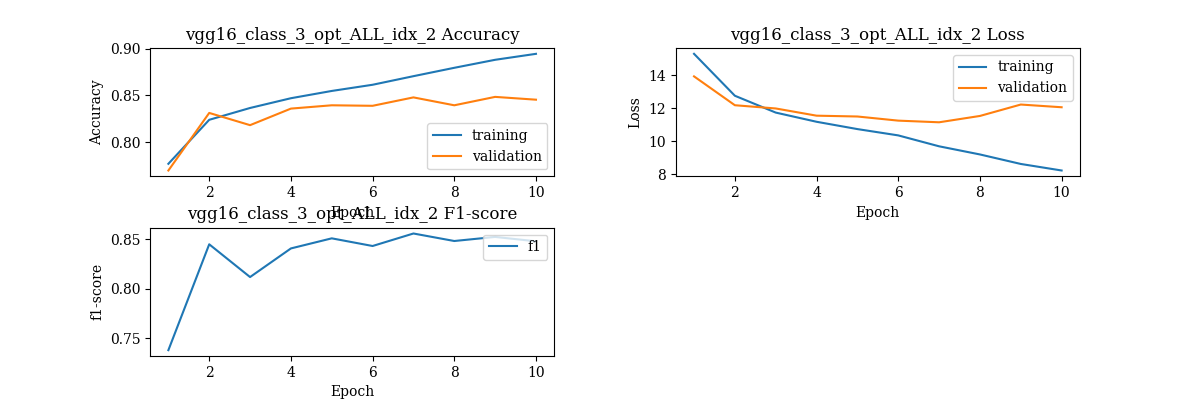 vgg16_class_3_opt_ALL_idx_2 Accuracy
0.90
0.85
0.80
Accuracy
training
validation
2 4 6 8 10
Epoch
vgg16_class_3_opt_ALL_idx_2 Loss
14
12
10
8
Loss
training
validation
2 4 6 8 10
Epoch
vgg16_class_3_opt_ALL_idx_2 F1-score
0.85
0.80
0.75
f1-score
f1
2 4 6 8 10
Epoch